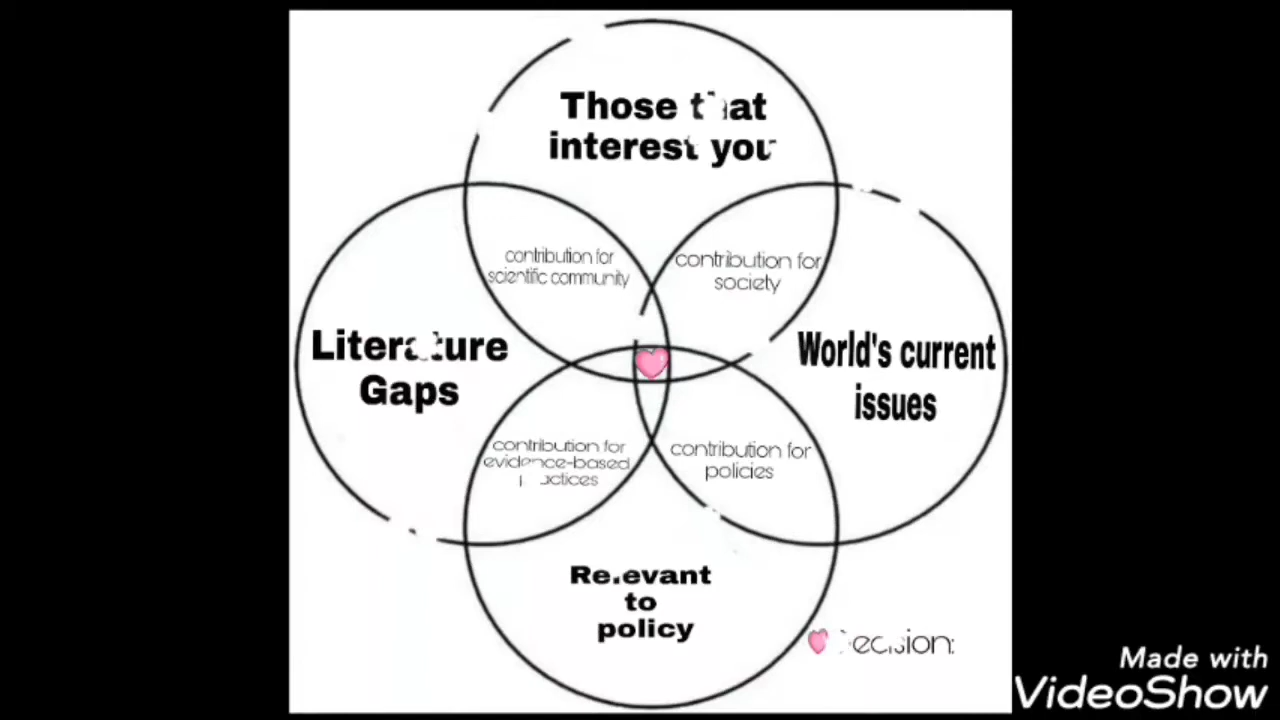 Those that
interest you
contribution for
scientific community
contribution for
society
Literature
Gaps
World's current
issues
contribution for
evidence-based
practices
contribution for
policies
Relevant
to
policy
Decision:
Made with
VideoShow